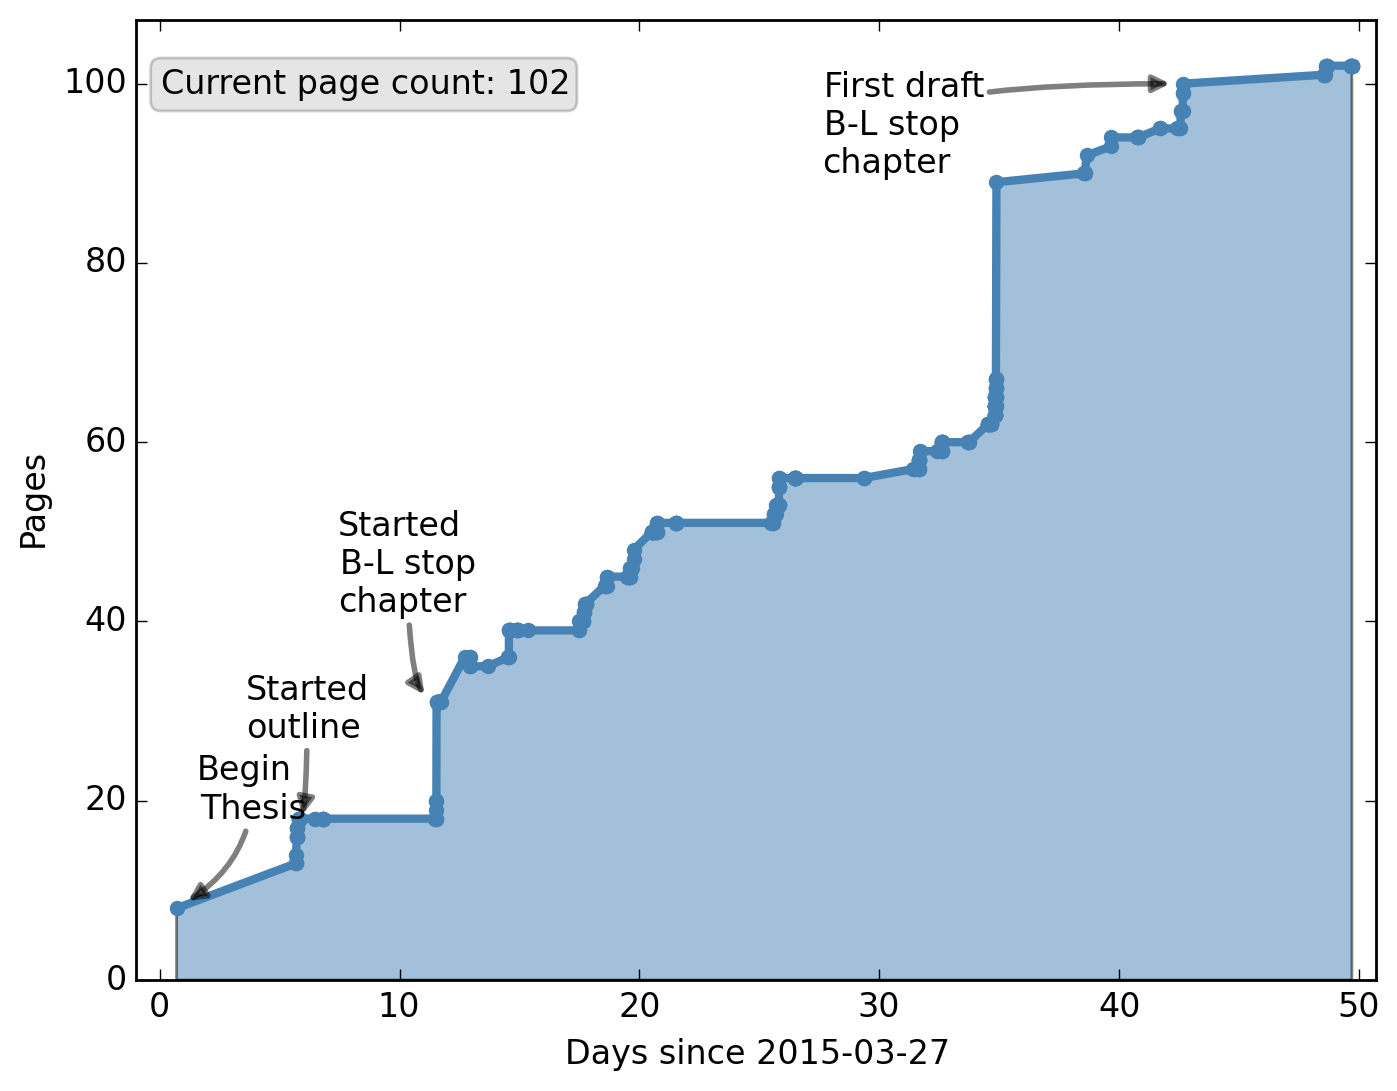 Current page count: 102
First draft
B-L stop
chapter
Started
B-L stop
chapter
Started
outline
Begin
Thesis
Pages
100
80
60
40
20
0
0 10 20 30 40 50
Days since 2015-03-27